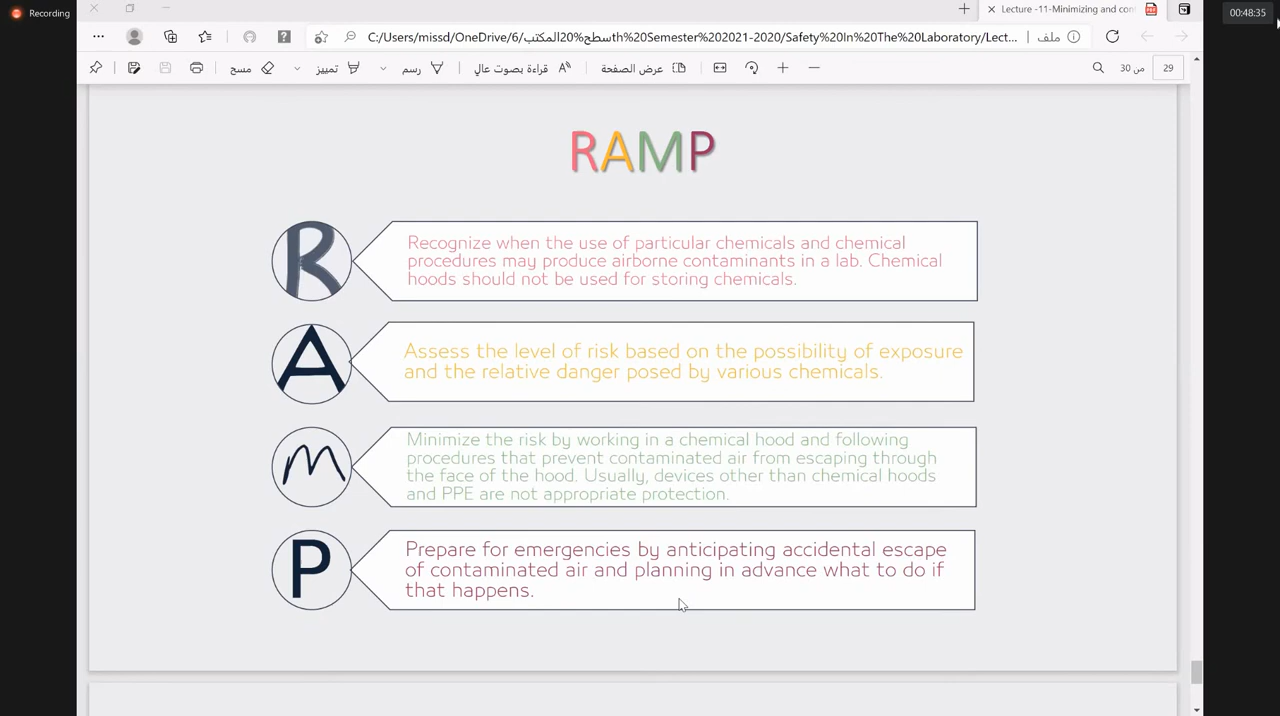 Recording
00:48:35
Lecture -11-Minimizing and con
C:/Users/missd/OneDrive/6/سطح%20المكتبth%20Semester%202021-2020/Safety%20In%20The%20Laboratory/Lect...
ملف
مسح
تمييز
رسم
قراءة بصوت عالٍ
عرض الصفحة
من 30
29
RAMP
R
Recognize when the use of particular chemicals and chemical
procedures may produce airborne contaminants in a lab. Chemical
hoods should not be used for storing chemicals.
A
Assess the level of risk based on the possibility of exposure
and the relative danger posed by various chemicals.
M
Minimize the risk by working in a chemical hood and following
procedures that prevent contaminated air from escaping through
the face of the hood. Usually, devices other than chemical hoods
and PPE are not appropriate protection.
P
Prepare for emergencies by anticipating accidental escape
of contaminated air and planning in advance what to do if
that happens.